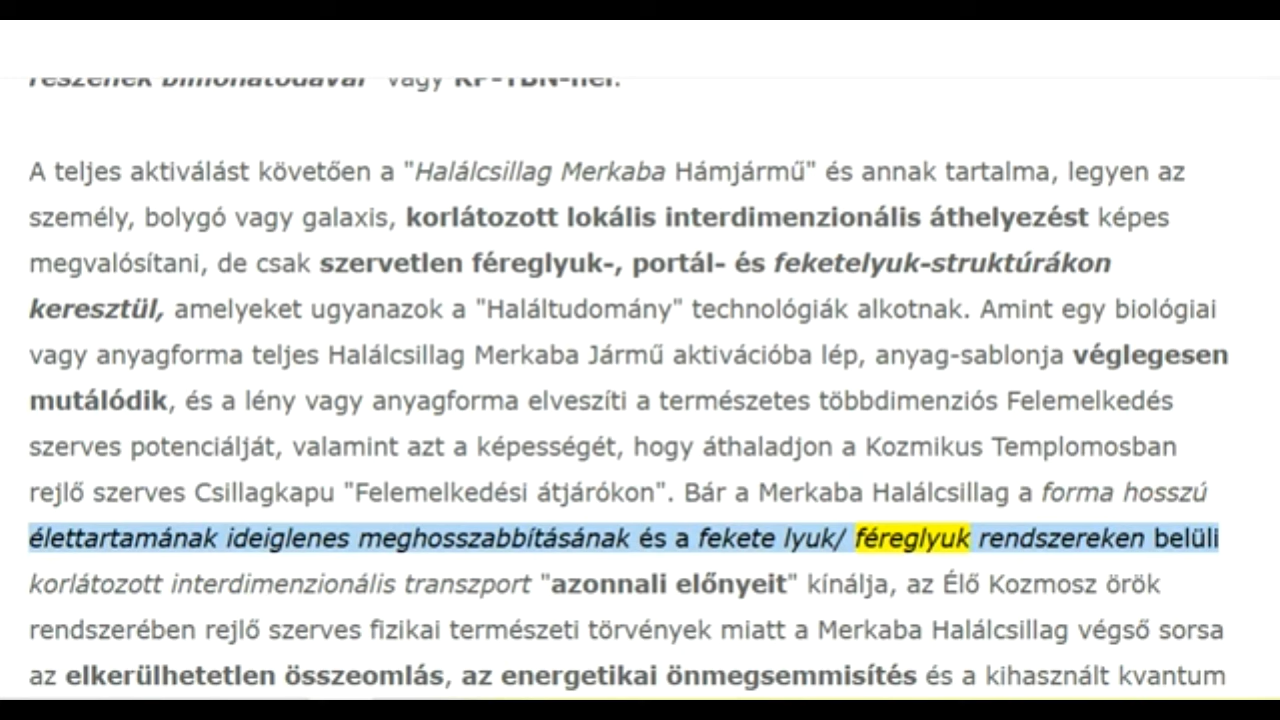 részének billiomodával" vagy KP-TBN-nel.
A teljes aktiválást követően a "Halálcsillag Merkaba Hámjármű" és annak tartalma, legyen az
személy, bolygó vagy galaxis, korlátozott lokális interdimenzionális áthelyezést képes
megvalósítani, de csak szervetlen féreglyuk-, portál- és feketelyuk-struktúrákon
keresztül, amelyeket ugyanazok a "Haláltudomány" technológiák alkotnak. Amint egy biológiai
vagy anyagforma teljes Halálcsillag Merkaba Jármű aktivációba lép, anyag-sablonja véglegesen
mutálódik, és a lény vagy anyagforma elveszíti a természetes többdimenziós Felemelkedés
szerves potenciálját, valamint azt a képességét, hogy áthaladjon a Kozmikus Templomosban
rejlő szerves Csillagkapu "Felemelkedési átjárókon". Bár a Merkaba Halálcsillag a forma hosszú
élettartamának ideiglenes meghosszabbításának és a fekete lyuk/ féreglyuk rendszereken belüli
korlátozott interdimenzionális transzport "azonnali előnyeit" kínálja, az Élő Kozmosz örök
rendszerében rejlő szerves fizikai természeti törvények miatt a Merkaba Halálcsillag végső sorsa
az elkerülhetetlen összeomlás, az energetikai önmegsemmisítés és a kihasznált kvantum